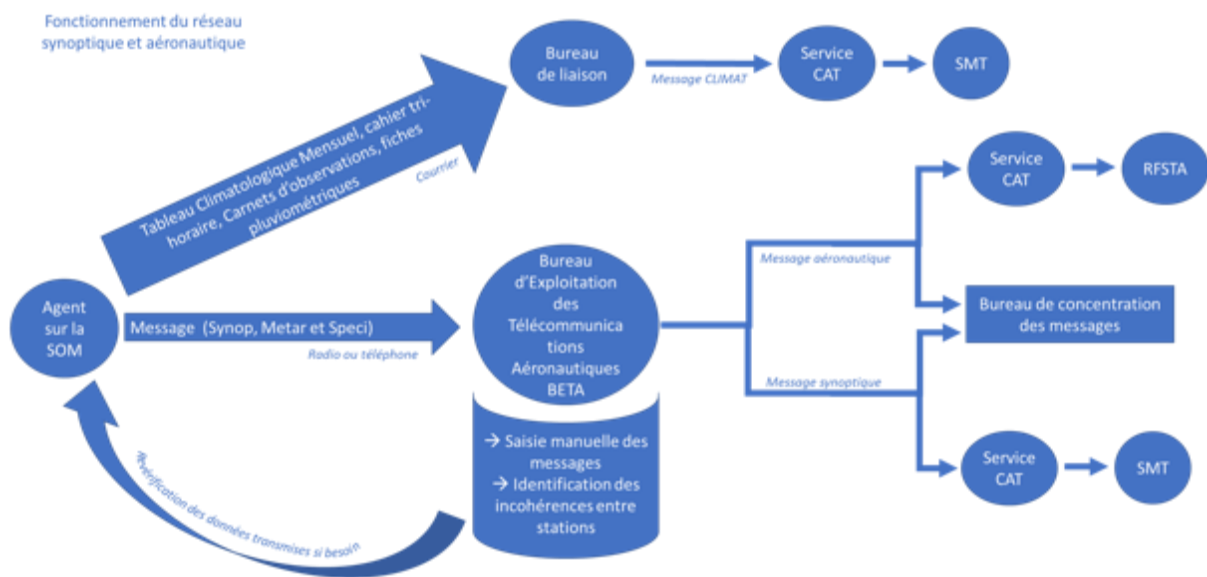 Fonctionnement du réseau
synoptique et aéronautique
Bureau
de liaison
Message CLIMAT
Service
CAT
SMT
Tableau Climatologique Mensuel, cahier tri-
horaire, Carnets d'observations, fiches
pluviométriques
Courrier
Service
CAT
RFSTA
Message aéronautique
Agent
sur la
SOM
Message (Synop, Metar et Speci)
Radio ou téléphone
Bureau
d'Exploitation
des
Télécommunica
tions
Aéronautiques
BETA
Bureau de concentration
des messages
Message synoptique
→ Saisie manuelle des
messages
→ Identification des
incohérences entre
stations
Service
CAT
SMT
Revérification des données transmises si besoin